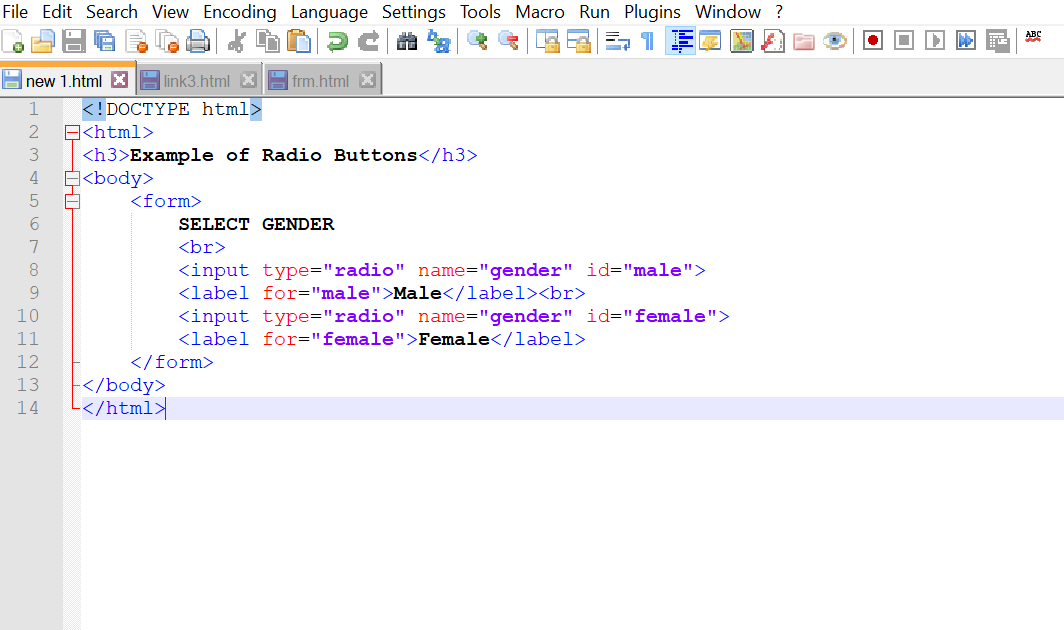 File Edit Search View Encoding Language Settings Tools Macro Run Plugins Window ?
ABC
new 1.html link3.html frm.html
1 <!DOCTYPE html>
2 <html>
3 <h3>Example of Radio Buttons</h3>
4 <body>
5 <form>
6 SELECT GENDER
7 <br>
8 <input type="radio" name="gender" id="male">
9 <label for="male">Male</label><br>
10 <input type="radio" name="gender" id="female">
11 <label for="female">Female</label>
12 </form>
13 </body>
14 </html>